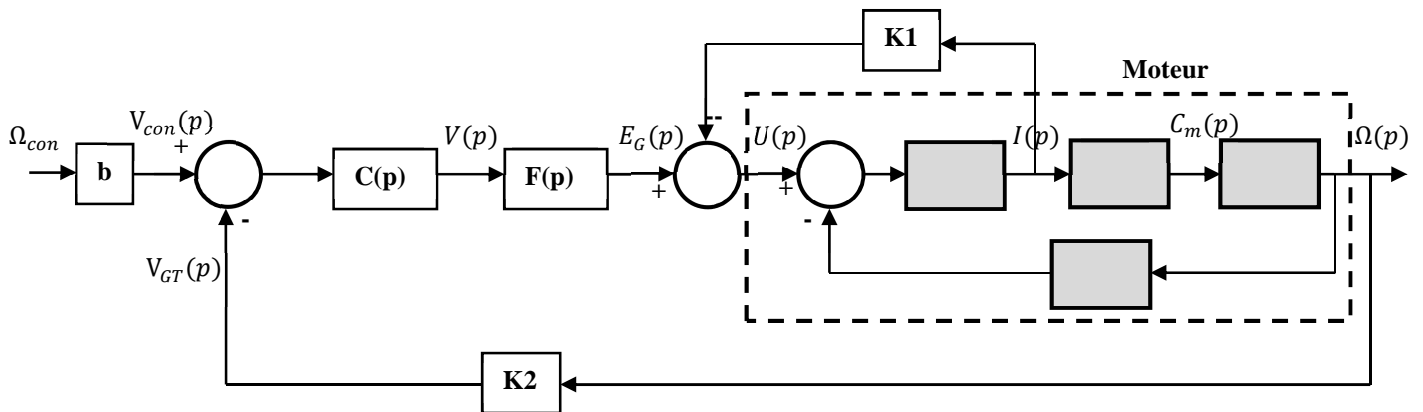 K1
Moteur
Ω_con
V_con(p)
+
b
-
C(p)
V(p)
F(p)
E_G(p)
+
--
U(p)
+
-
I(p)
C_m(p)
Ω(p)
V_GT(p)
K2